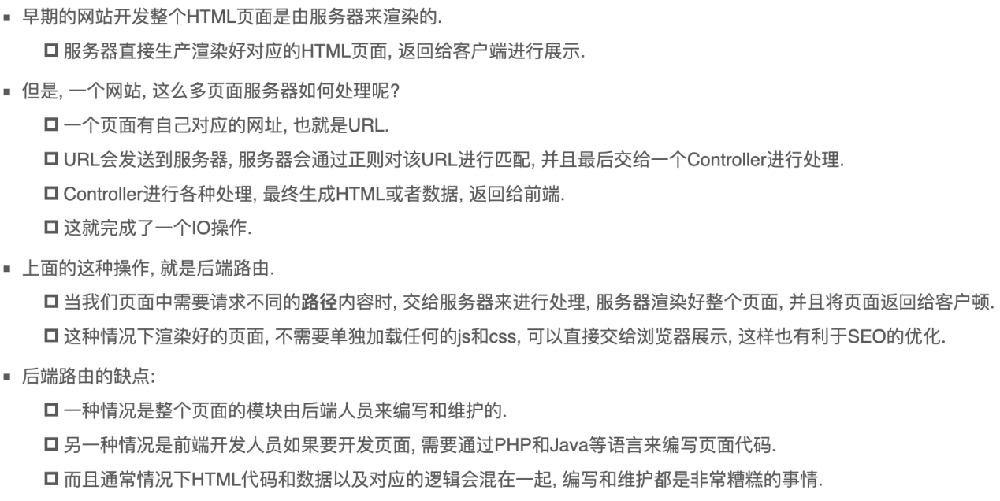 早期的网站开发整个HTML页面是由服务器来渲染的.
服务器直接生产渲染好对应的HTML页面, 返回给客户端进行展示.
但是, 一个网站, 这么多页面服务器如何处理呢?
一个页面有自己对应的网址, 也就是URL.
URL会发送到服务器, 服务器会通过正则对该URL进行匹配, 并且最后交给一个Controller进行处理.
Controller进行各种处理, 最终生成HTML或者数据, 返回给前端.
这就完成了一个IO操作.
上面的这种操作, 就是后端路由.
当我们页面中需要请求不同的路径内容时, 交给服务器来进行处理, 服务器渲染好整个页面, 并且将页面返回给客户顿.
这种情况下渲染好的页面, 不需要单独加载任何的js和css, 可以直接交给浏览器展示, 这样也有利于SEO的优化.
后端路由的缺点:
一种情况是整个页面的模块由后端人员来编写和维护的.
另一种情况是前端开发人员如果要开发页面, 需要通过PHP和Java等语言来编写页面代码.
而且通常情况下HTML代码和数据以及对应的逻辑会混在一起, 编写和维护都是非常糟糕的事情.